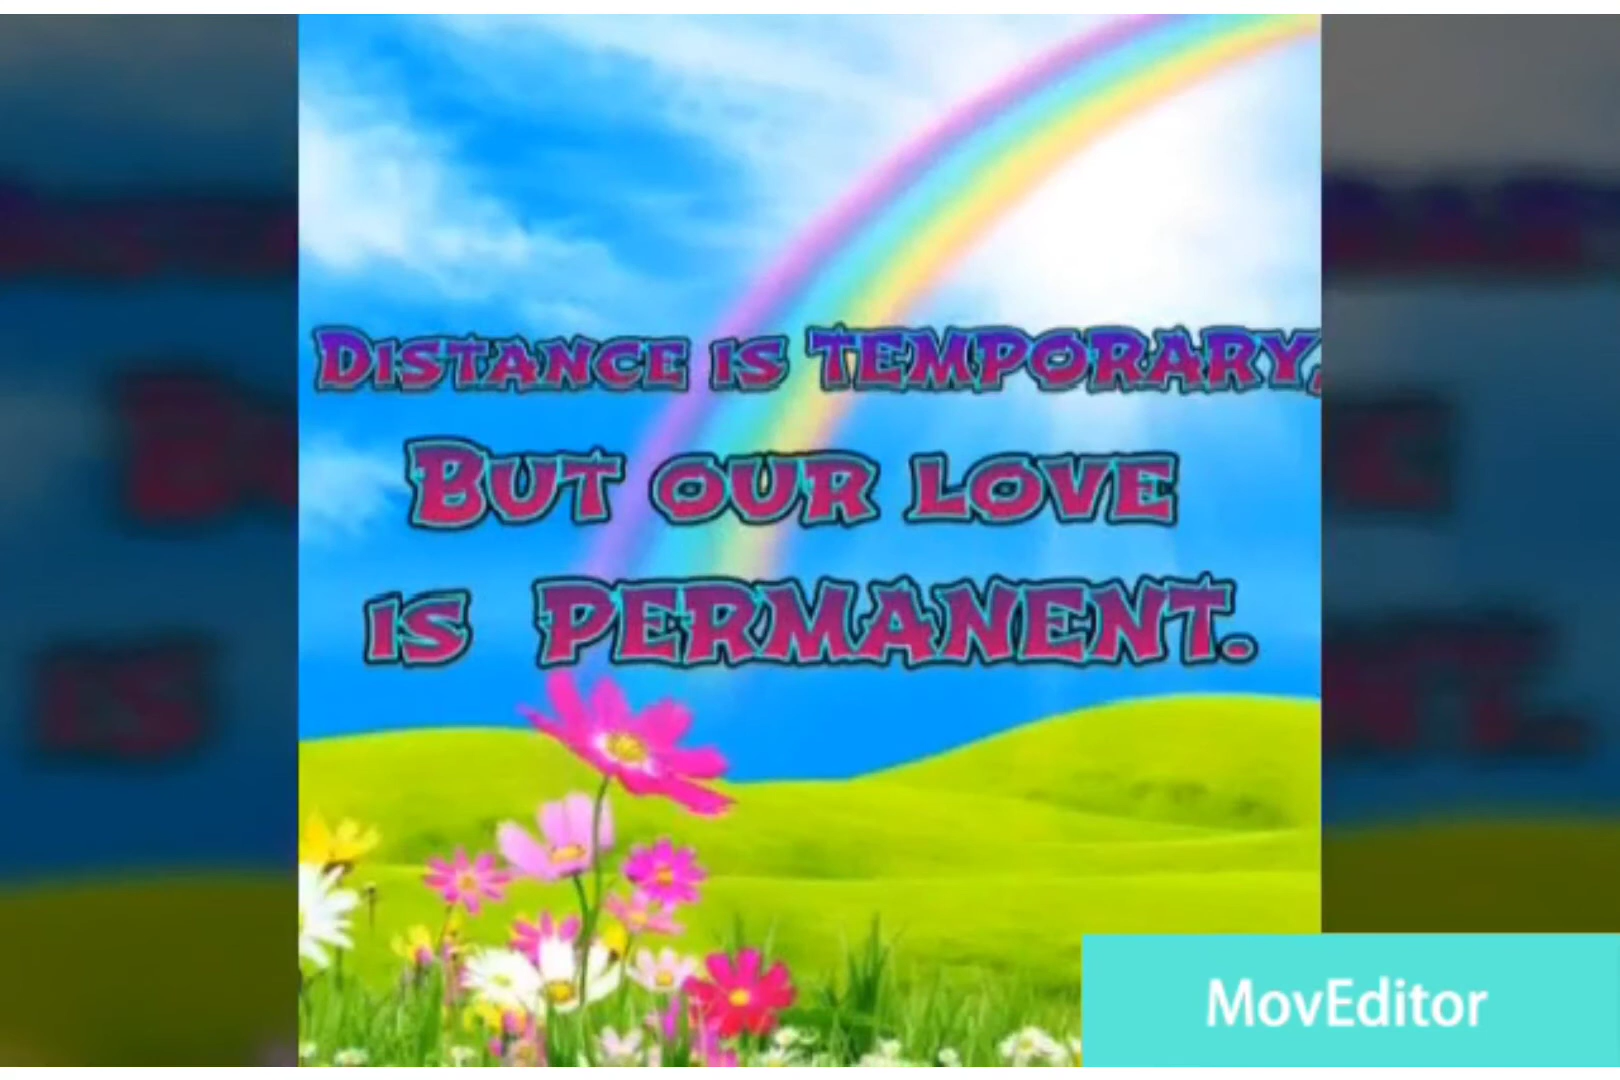 Distance is TEMPORARY,
But our love
is PERMANENT.
MovEditor